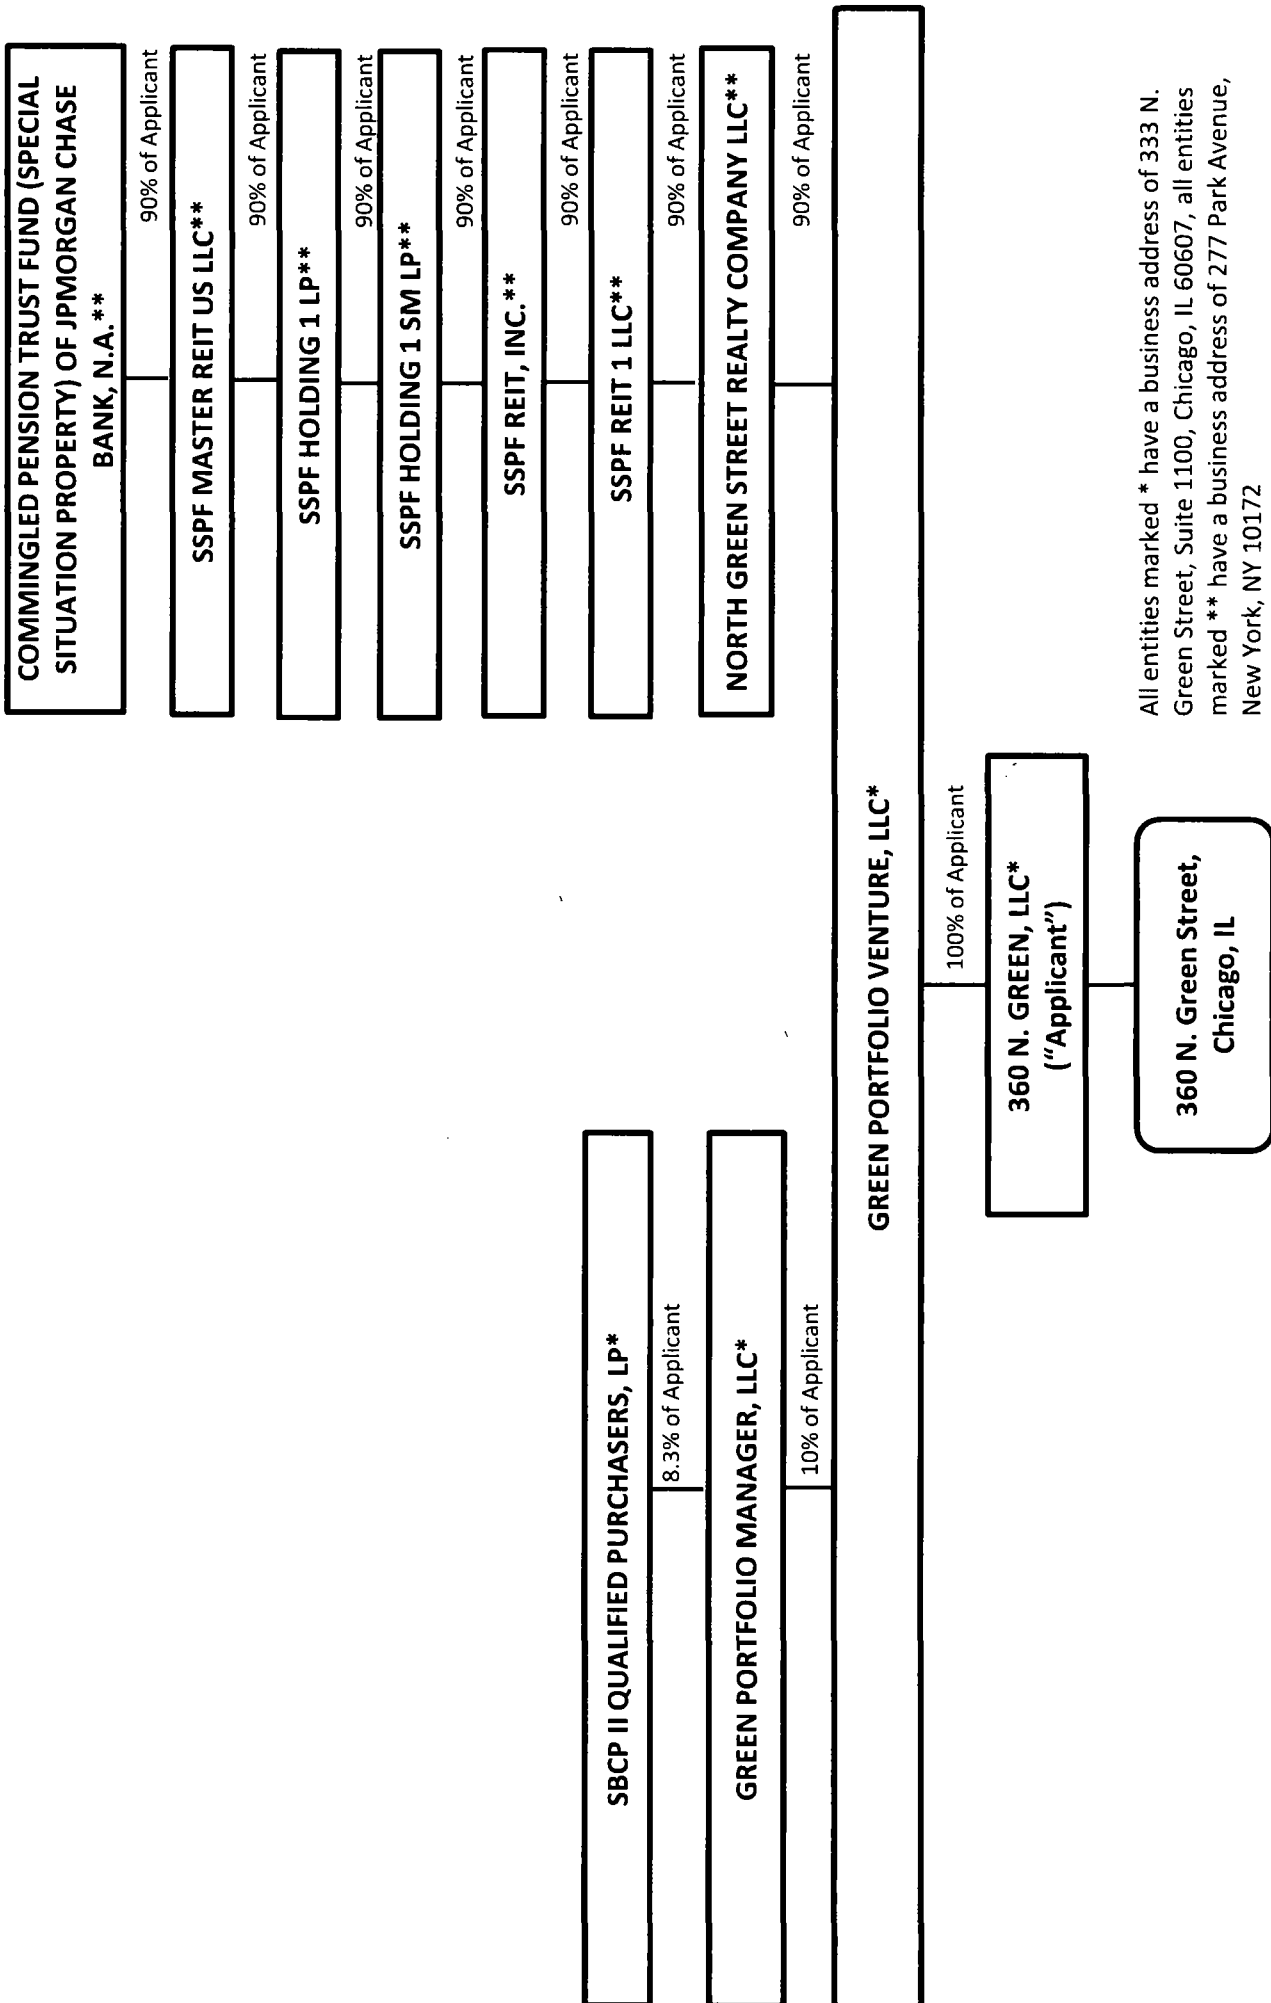 COMMINGLED PENSION TRUST FUND (SPECIAL
SITUATION PROPERTY) OF JPMORGAN CHASE
BANK, N.A.**
90% of Applicant
SSPF MASTER REIT US LLC**
90% of Applicant
SSPF HOLDING 1 LP**
90% of Applicant
SSPF HOLDING 1 SM LP**
90% of Applicant
SSPF REIT, INC.**
90% of Applicant
SSPF REIT 1 LLC**
90% of Applicant
NORTH GREEN STREET REALTY COMPANY LLC**
90% of Applicant
SBCP II QUALIFIED PURCHASERS, LP*
8.3% of Applicant
GREEN PORTFOLIO MANAGER, LLC*
10% of Applicant
GREEN PORTFOLIO VENTURE, LLC*
100% of Applicant
360 N. GREEN, LLC*
("Applicant")
360 N. Green Street,
Chicago, IL
All entities marked * have a business address of 333 N.
Green Street, Suite 1100, Chicago, IL 60607, all entities
marked ** have a business address of 277 Park Avenue,
New York, NY 10172